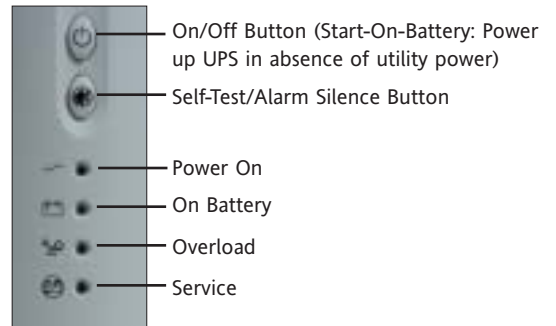 On/Off Button (Start-On-Battery: Power
up UPS in absence of utility power)
Self-Test/Alarm Silence Button
Power On
On Battery
Overload
Service